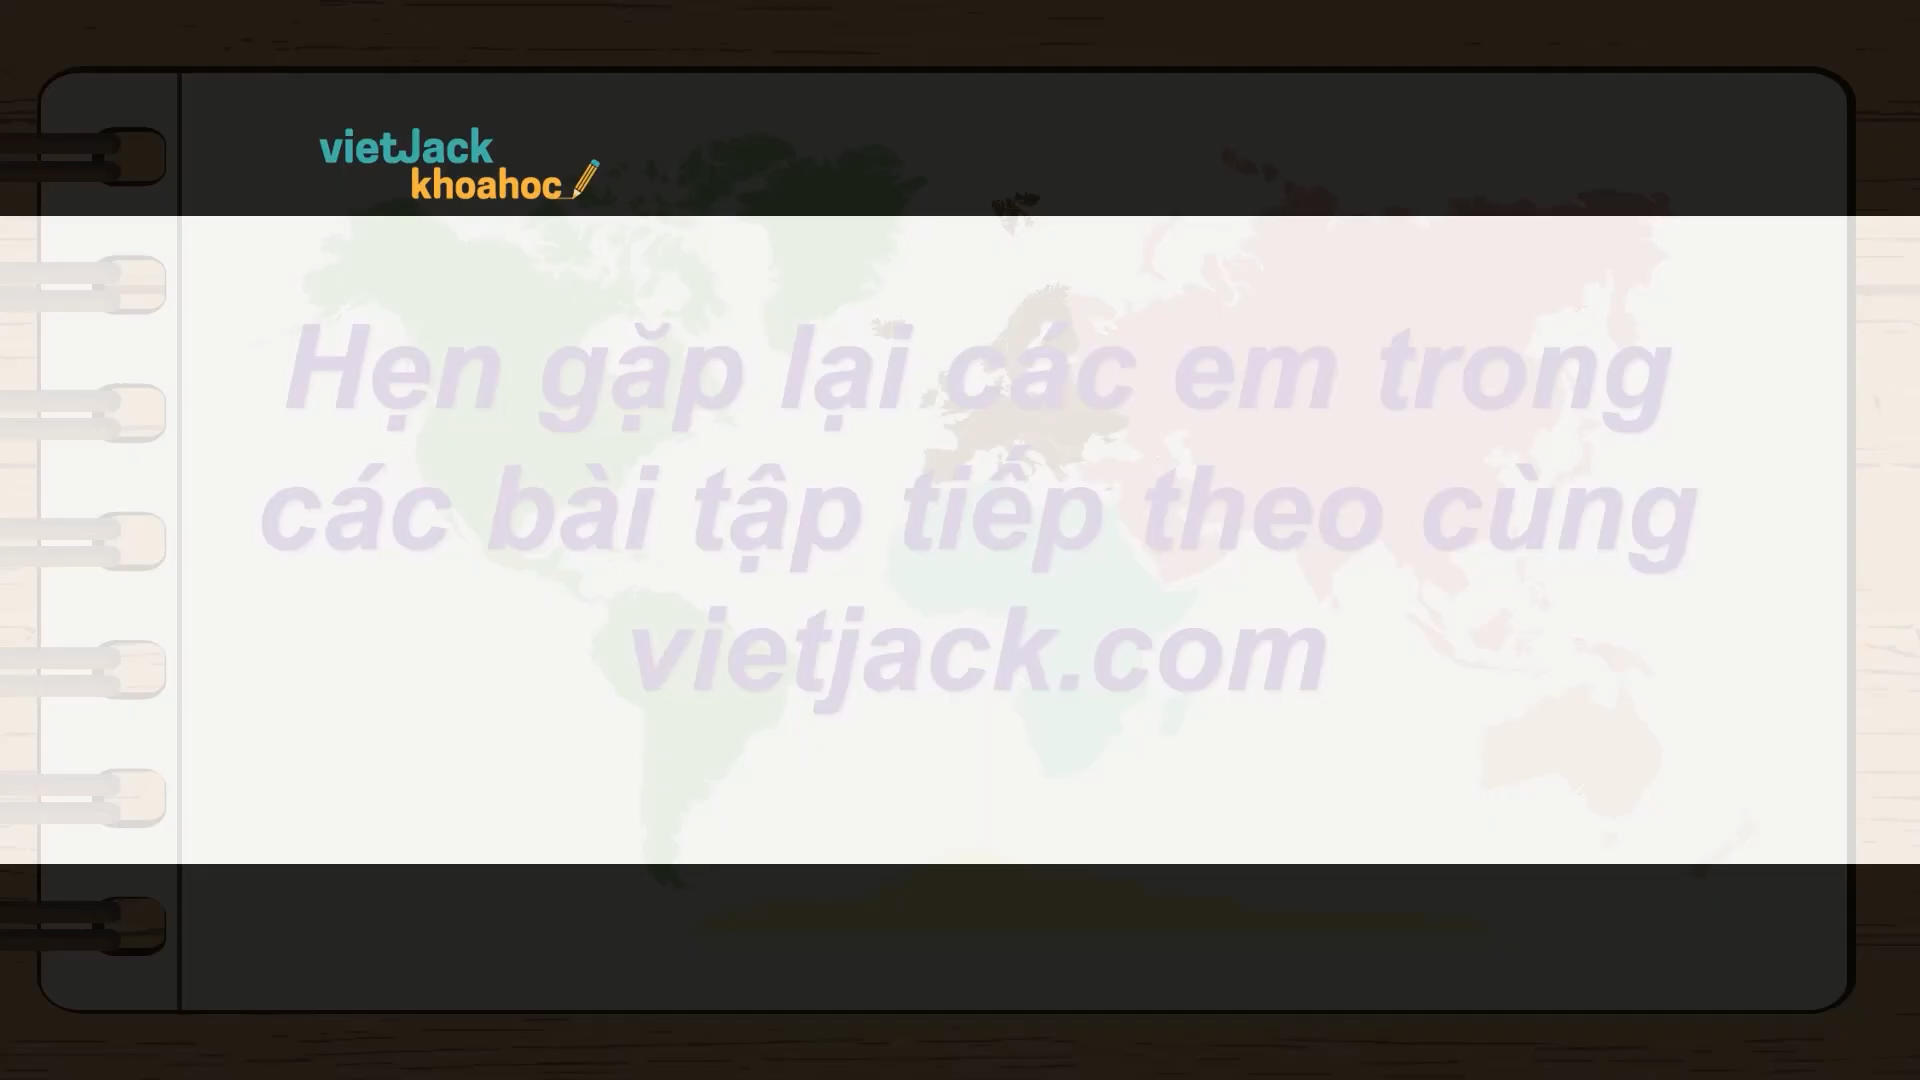 vietJack
khoahoc
Hẹn gặp lại các em trong
các bài tập tiếp theo cùng
vietjack.com